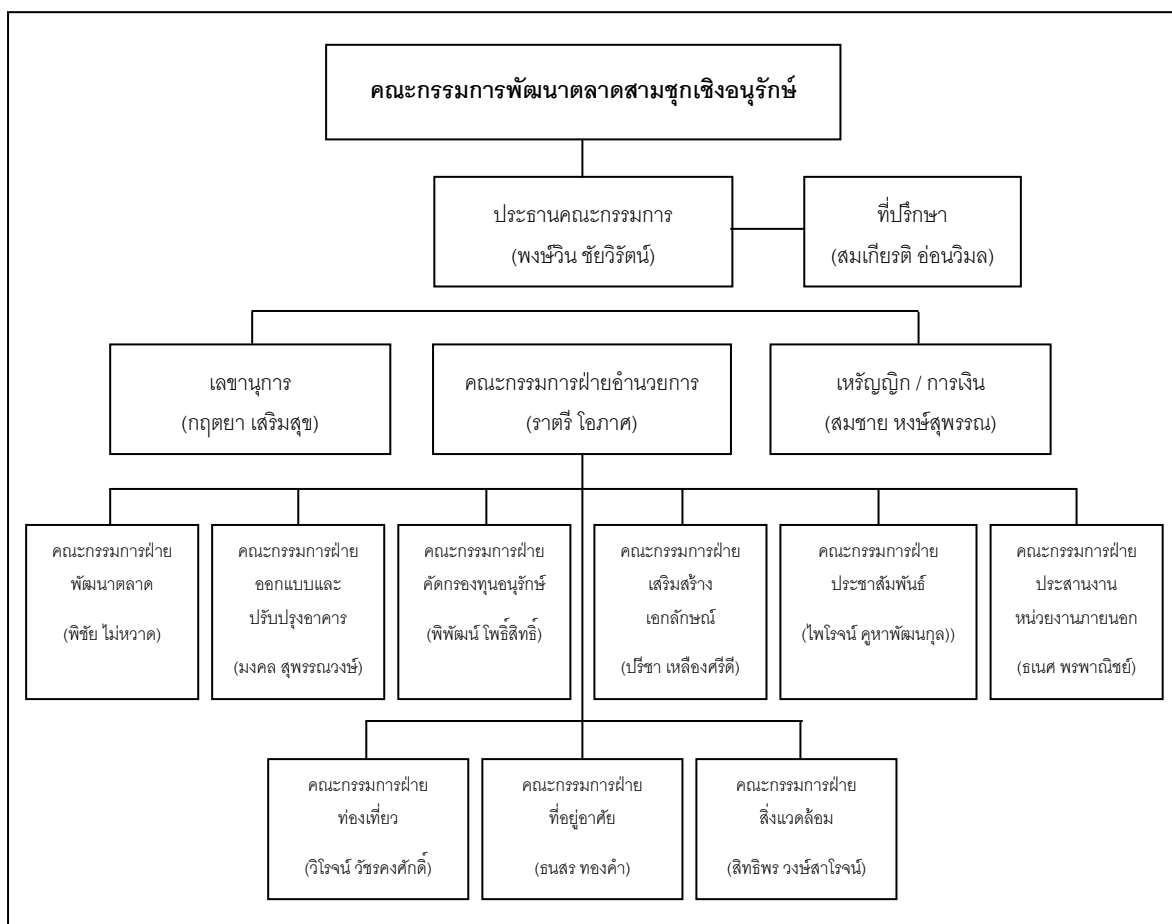 คณะกรรมการพัฒนาตลาดสามชุกเชิงอนุรักษ์
ประธานคณะกรรมการ
(พงษ์วิน ชัยวิรัตน์)
ที่ปรึกษา
(สมเกียรติ อ่อนวิมล)
เลขานุการ
(กฤตยา เสริมสุข)
คณะกรรมการฝ่ายอำนวยการ
(ราตรี โอภาศ)
เหรัญญิก / การเงิน
(สมชาย หงษ์สุพรรณ)
คณะกรรมการฝ่าย
พัฒนาตลาด
(พิชัย ไม่หวาด)
คณะกรรมการฝ่าย
ออกแบบและ
ปรับปรุงอาคาร
(มงคล สุพรรณวงษ์)
คณะกรรมการฝ่าย
คัดกรองทุนอนุรักษ์
(พิพัฒน์ โพธิ์สิทธิ์)
คณะกรรมการฝ่าย
เสริมสร้าง
เอกลักษณ์
(ปรีชา เหลืองศรีดี)
คณะกรรมการฝ่าย
ประชาสัมพันธ์
(ไพโรจน์ คูหาพัฒนกุล))
คณะกรรมการฝ่าย
ประสานงาน
หน่วยงานภายนอก
(ธเนศ พรพาณิชย์)
คณะกรรมการฝ่าย
ท่องเที่ยว
(วิโรจน์ วัชรคงศักดิ์)
คณะกรรมการฝ่าย
ที่อยู่อาศัย
(ธนสร ทองคำ)
คณะกรรมการฝ่าย
สิ่งแวดล้อม
(สิทธิพร วงษ์สาโรจน์)